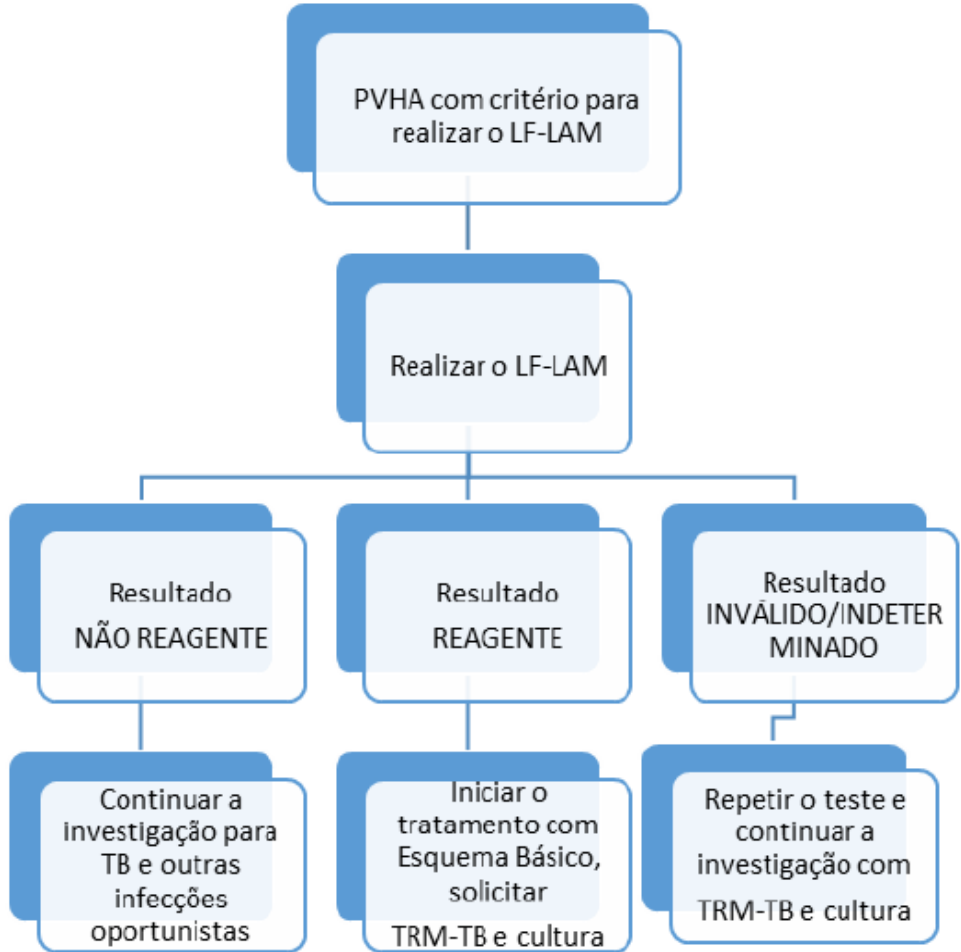 PVHA com critério para
realizar o LF-LAM
Realizar o LF-LAM
Resultado
NÃO REAGENTE
Resultado
REAGENTE
Resultado
INVÁLIDO/INDETER
MINADO
Continuar a
investigação para
TB e outras
infecções
oportunistas
Iniciar o
tratamento com
Esquema Básico,
solicitar
TRM-TB e cultura
Repetir o teste e
continuar a
investigação com
TRM-TB e cultura